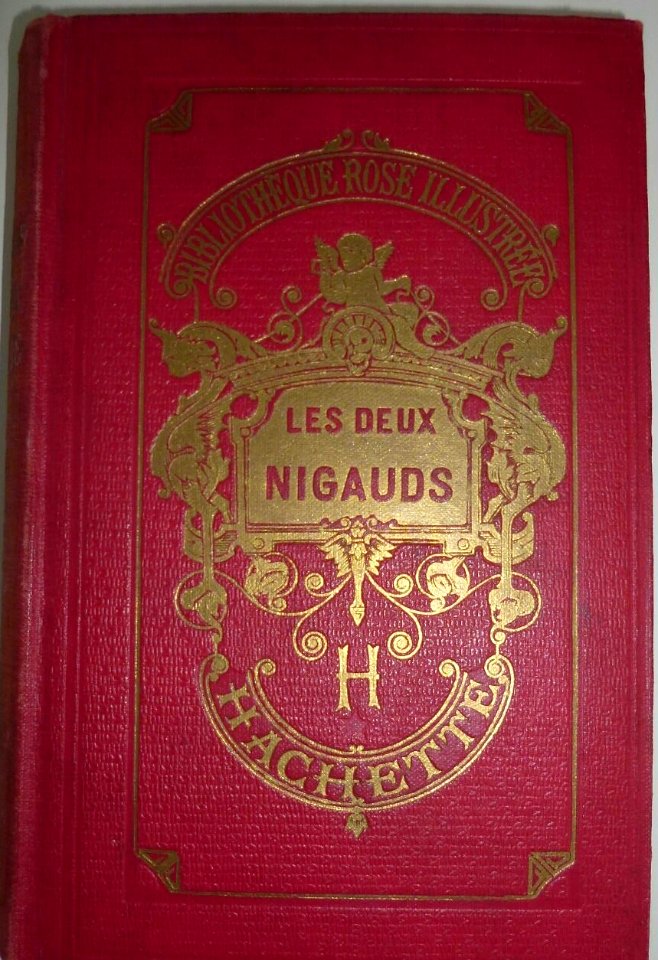 BIBLIOTHÈQUE ROSE ILLUSTRÉE
LES DEUX
NIGAUDS
H
HACHETTE